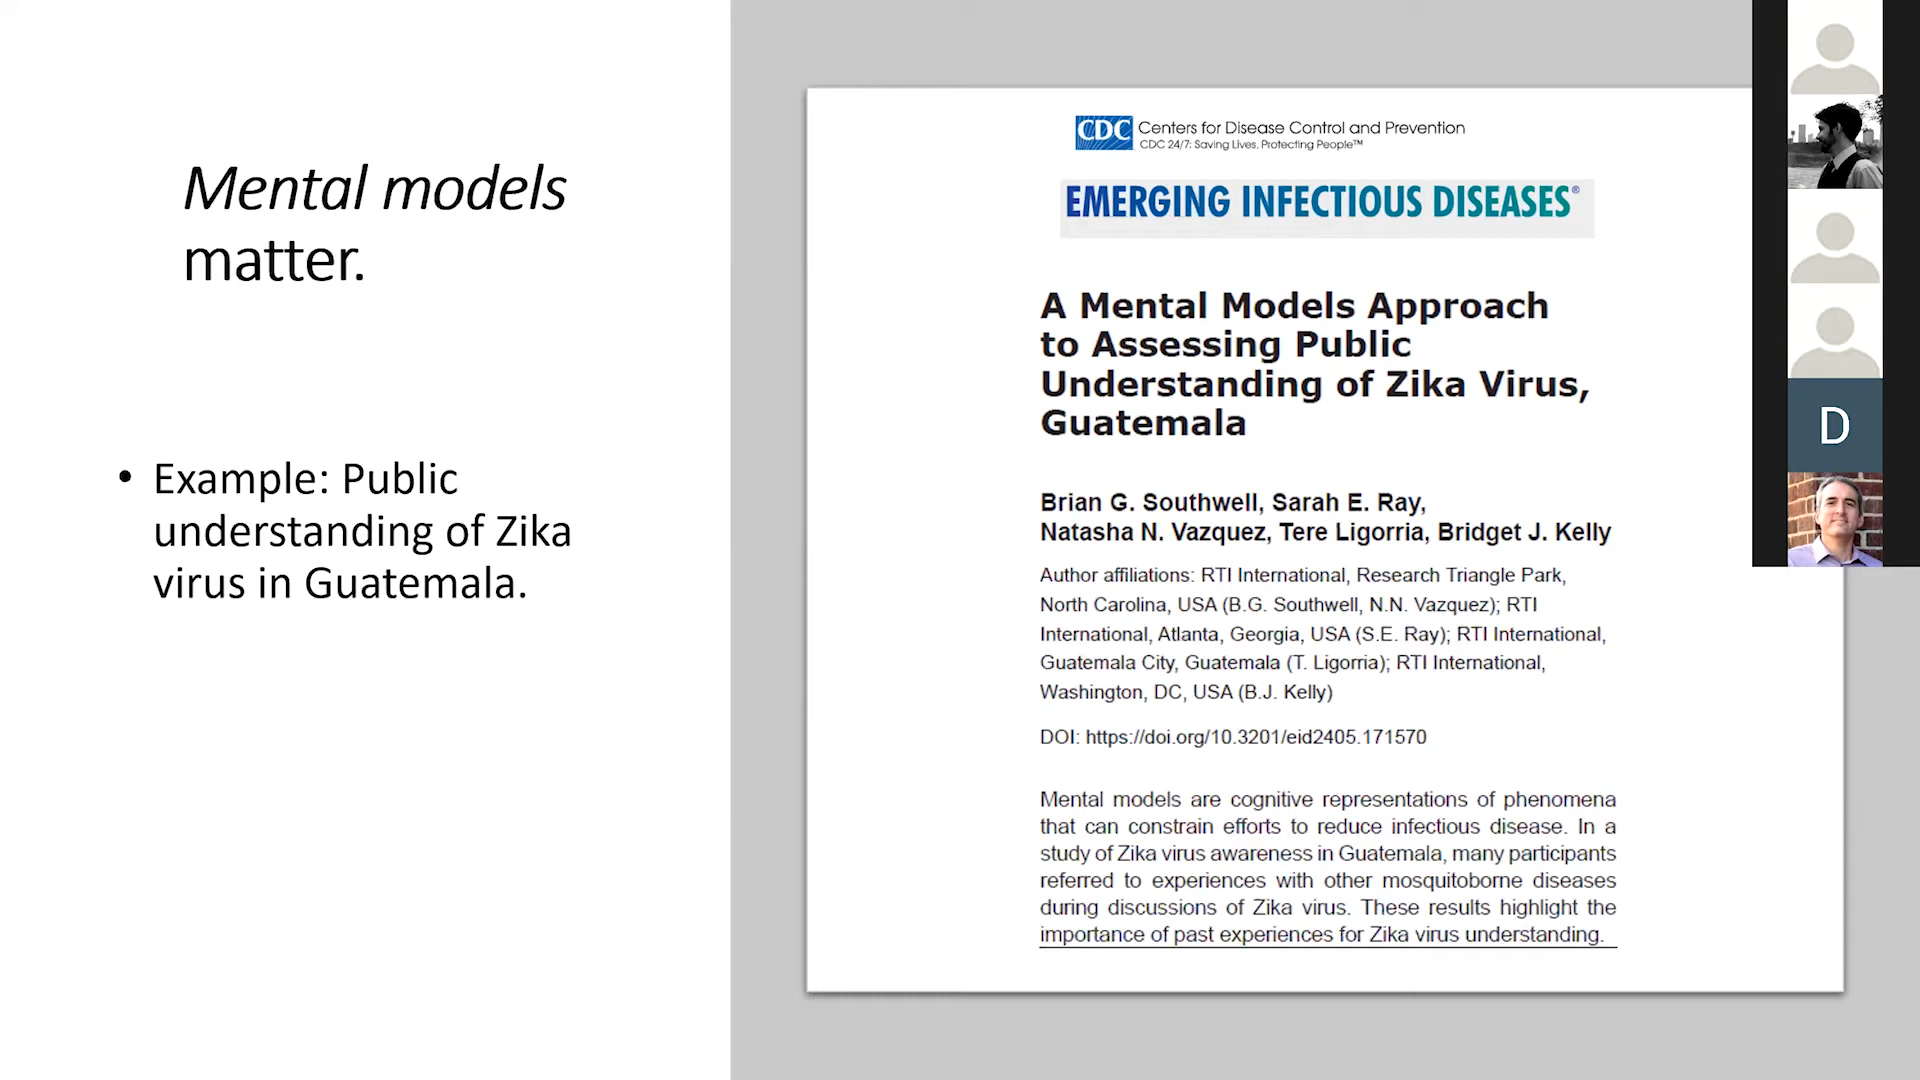 Mental models
matter.
• Example: Public
understanding of Zika
virus in Guatemala.
CDC Centers for Disease Control and Prevention
CDC 24/7: Saving Lives, Protecting People™
EMERGING INFECTIOUS DISEASES®
A Mental Models Approach
to Assessing Public
Understanding of Zika Virus,
Guatemala
Brian G. Southwell, Sarah E. Ray,
Natasha N. Vazquez, Tere Ligorria, Bridget J. Kelly
Author affiliations: RTI International, Research Triangle Park,
North Carolina, USA (B.G. Southwell, N.N. Vazquez); RTI
International, Atlanta, Georgia, USA (S.E. Ray); RTI International,
Guatemala City, Guatemala (T. Ligorria); RTI International,
Washington, DC, USA (B.J. Kelly)
DOI: https://doi.org/10.3201/eid2405.171570
Mental models are cognitive representations of phenomena
that can constrain efforts to reduce infectious disease. In a
study of Zika virus awareness in Guatemala, many participants
referred to experiences with other mosquitoborne diseases
during discussions of Zika virus. These results highlight the
importance of past experiences for Zika virus understanding.
D